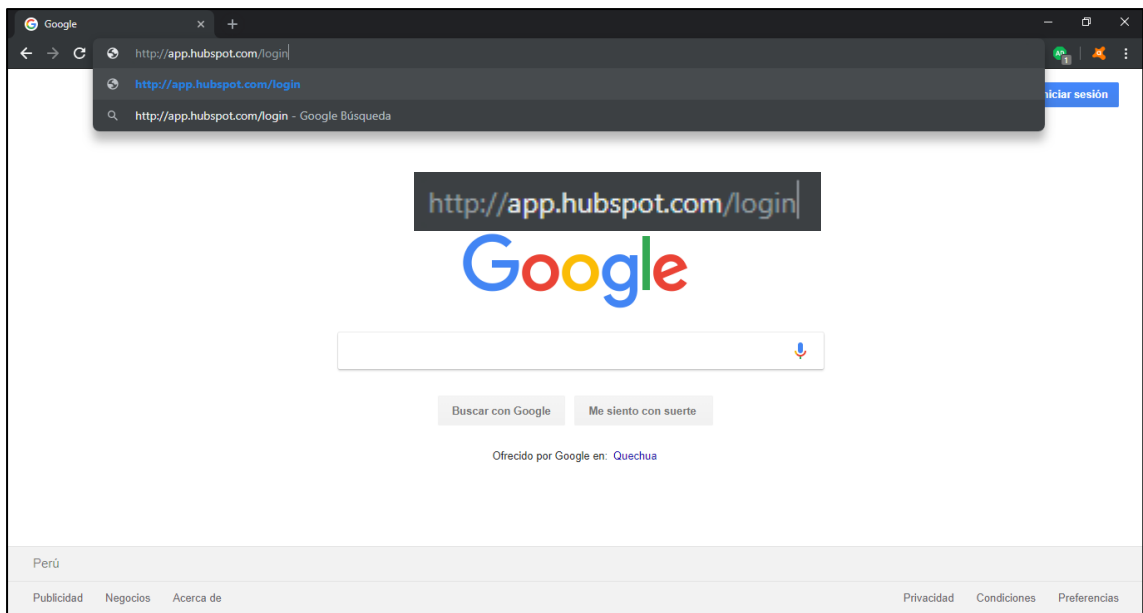 Google
http://app.hubspot.com/login
http://app.hubspot.com/login
http://app.hubspot.com/login - Google Búsqueda
niciar sesión
http://app.hubspot.com/login
Google
Buscar con Google Me siento con suerte
Ofrecido por Google en: Quechua
Perú
Publicidad Negocios Acerca de Privacidad Condiciones Preferencias